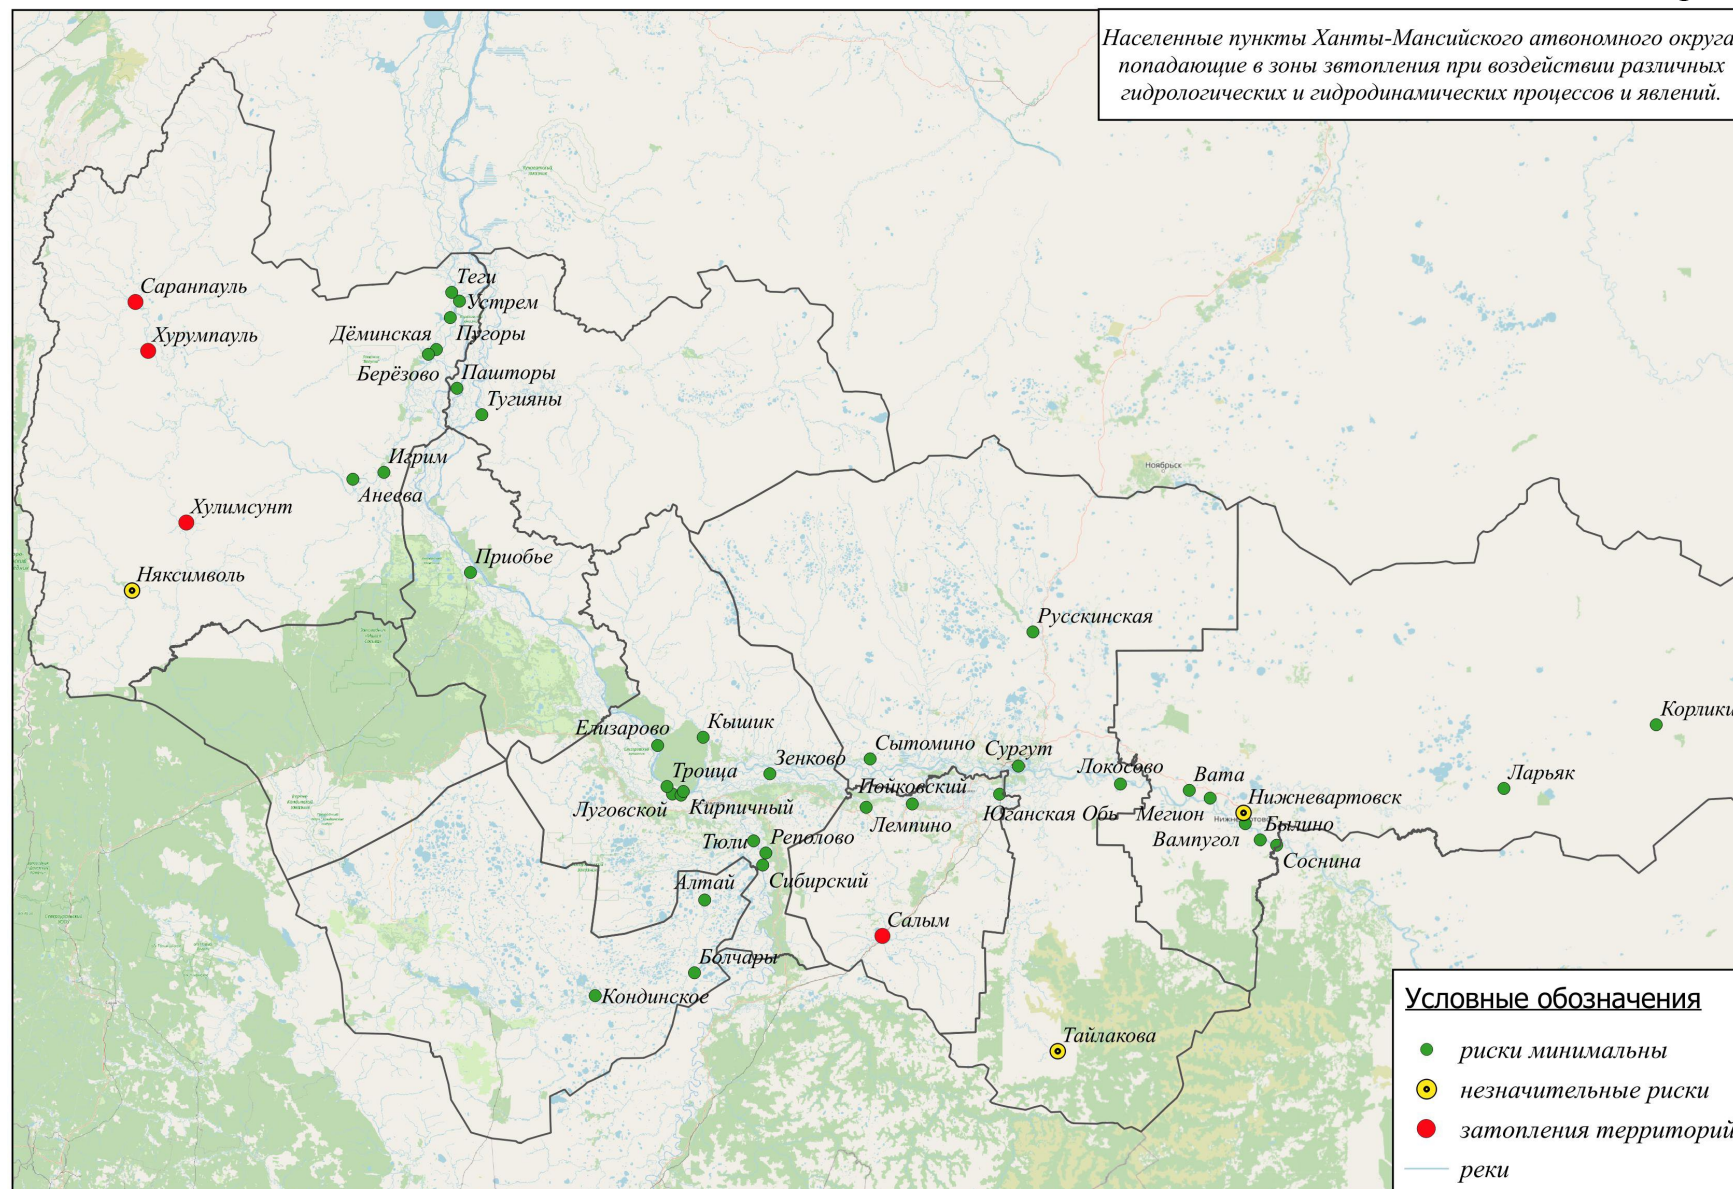 Населенные пункты Ханты-Мансийского атвономного округа
попадающие в зоны звтопления при воздействии различных
гидрологических и гидродинамических процессов и явлений.
Саранпауль
Теги
Устрем
Хурумпауль
Дёминская
Пугоры
Берёзово
Пашторы
Тугияны
Игрим
Анеева
Ноябрьск
Хулимсунт
Приобье
Няксимволь
Русскинская
Корлики
Елизарово
Кышик
Зенково
Сытомино
Сургут
Троица
Локосово
Вата
Ларьяк
Пойковский
Луговской
Кирпичный
Лемпино
Юганская Обь
Мегион
Нижневартовск
Былино
Вампугол
Соснина
Тюли
Реполово
Сибирский
Алтай
Салым
Болчары
Кондинское
Тайлакова
Условные обозначения
риски минимальны
незначительные риски
затопления территорий
реки